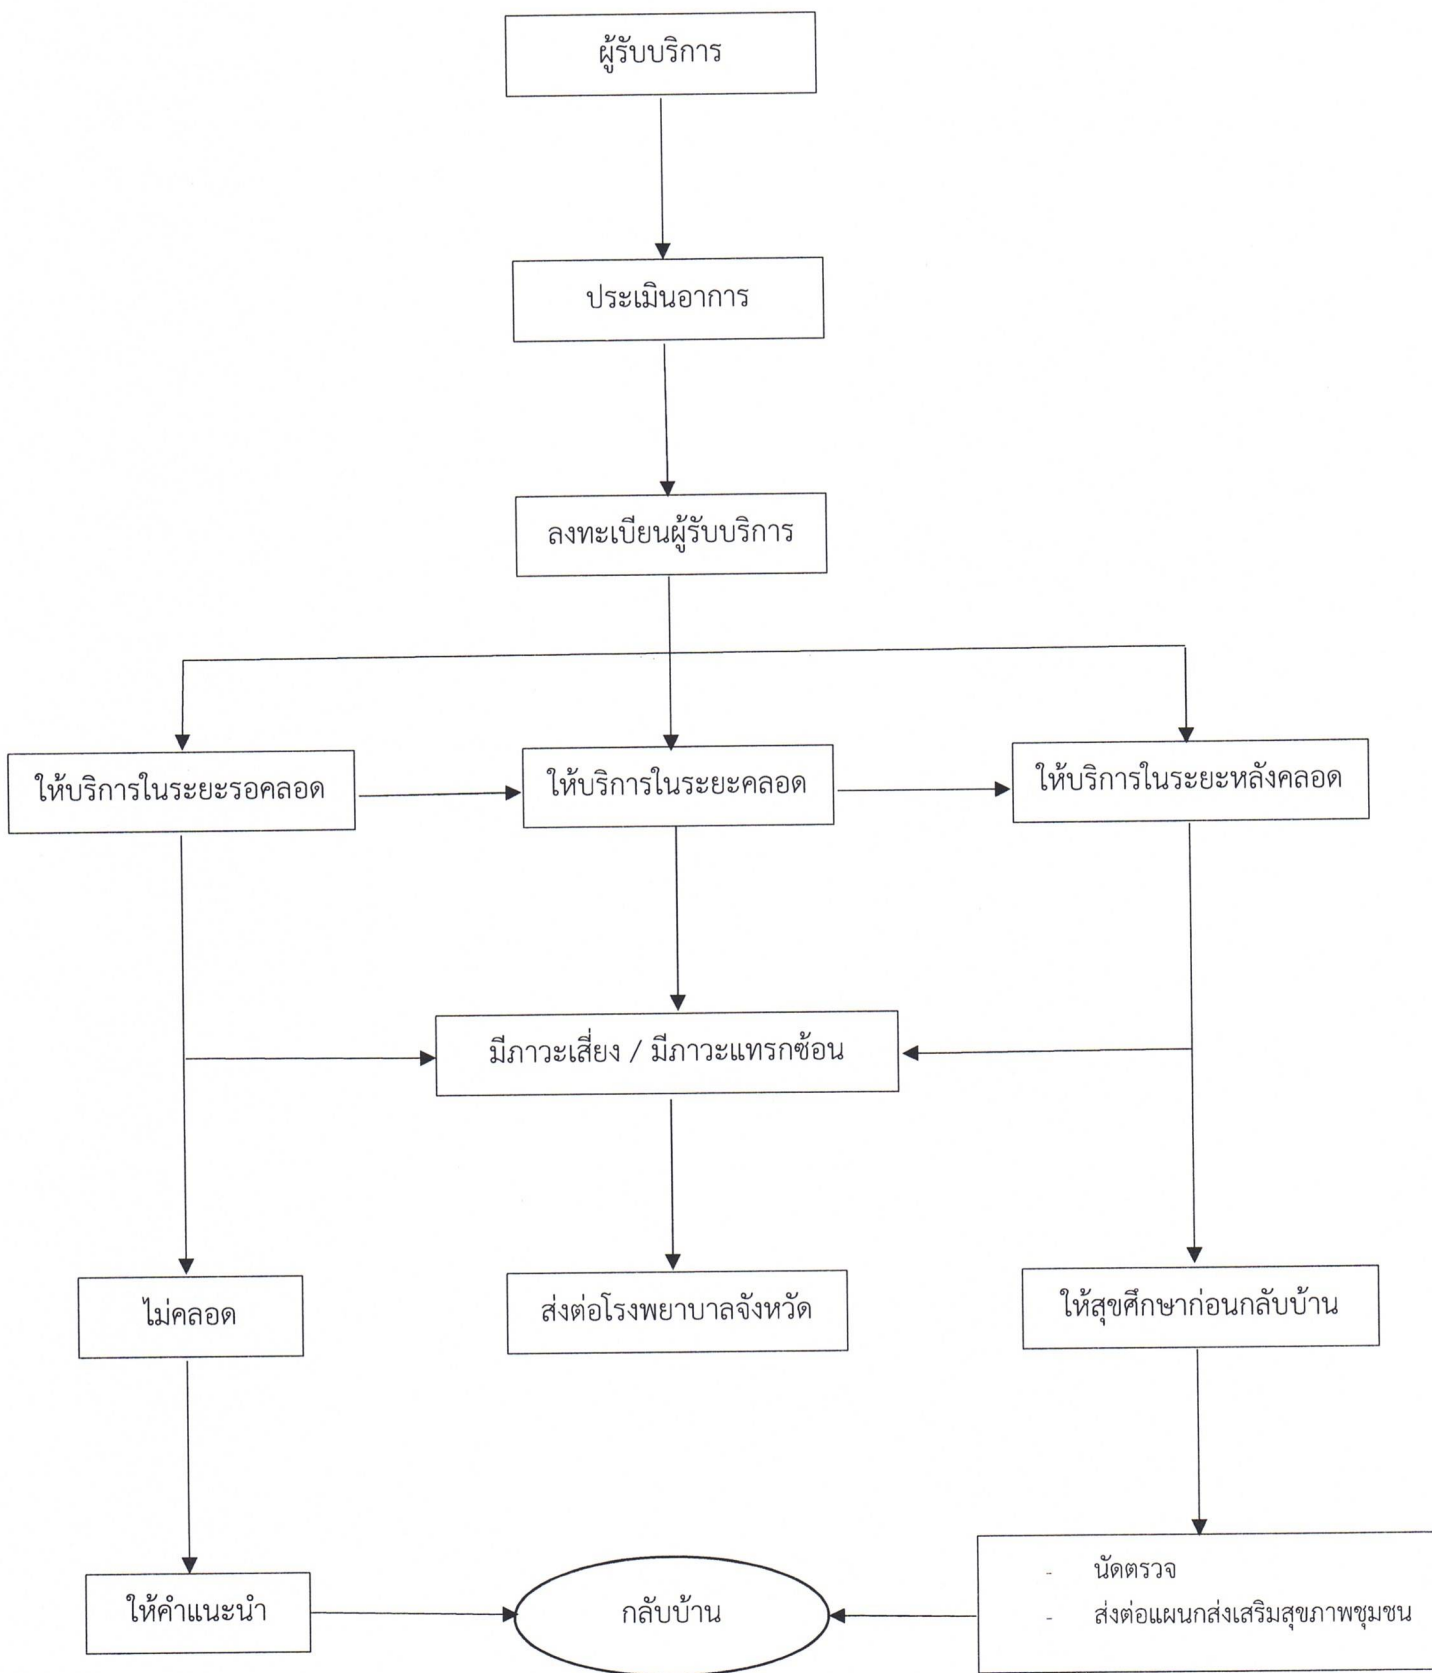 ผู้รับบริการ
ประเมินอาการ
ลงทะเบียนผู้รับบริการ
ให้บริการในระยะรอคลอด
ให้บริการในระยะคลอด
ให้บริการในระยะหลังคลอด
มีภาวะเสี่ยง / มีภาวะแทรกซ้อน
ไม่คลอด
ส่งต่อโรงพยาบาลจังหวัด
ให้สุขศึกษาก่อนกลับบ้าน
ให้คำแนะนำ
กลับบ้าน
- นัดตรวจ
- ส่งต่อแผนกส่งเสริมสุขภาพชุมชน